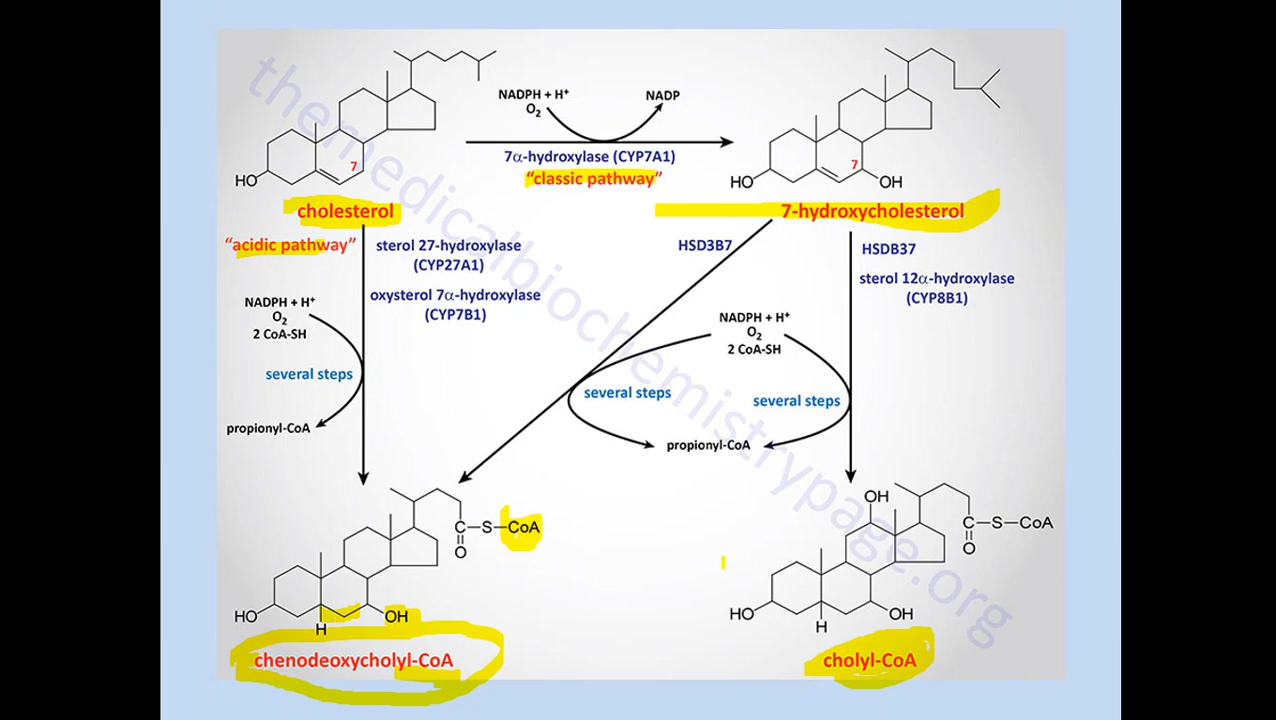 NADPH + H⁺
O₂
NADP
7α-hydroxylase (CYP7A1)
"classic pathway"
7
HO
cholesterol
7
HO
OH
7-hydroxycholesterol
"acidic pathway"
sterol 27-hydroxylase
(CYP27A1)
oxysterol 7α-hydroxylase
(CYP7B1)
NADPH + H⁺
O₂
2 CoA-SH
several steps
propionyl-CoA
HSD3B7
HSDB37
sterol 12α-hydroxylase
(CYP8B1)
NADPH + H⁺
O₂
2 CoA-SH
several steps
several steps
propionyl-CoA
C-S-CoA
O
HO
OH
H
chenodeoxycholyl-CoA
OH
C-S-CoA
O
HO
OH
H
cholyl-CoA
themedicalbiochemistrypage.org